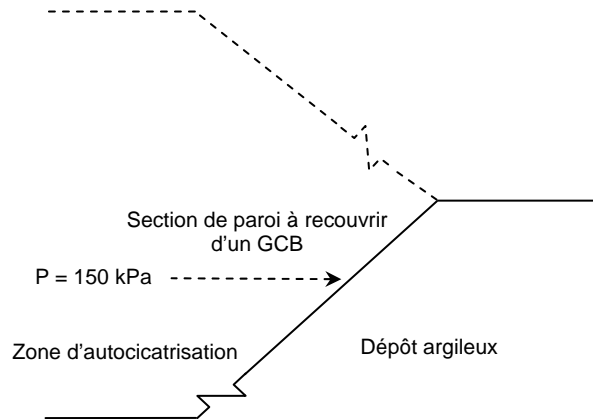 Section de paroi à recouvrir
d'un GCB
P = 150 kPa
Zone d'autocicatrisation
Dépôt argileux